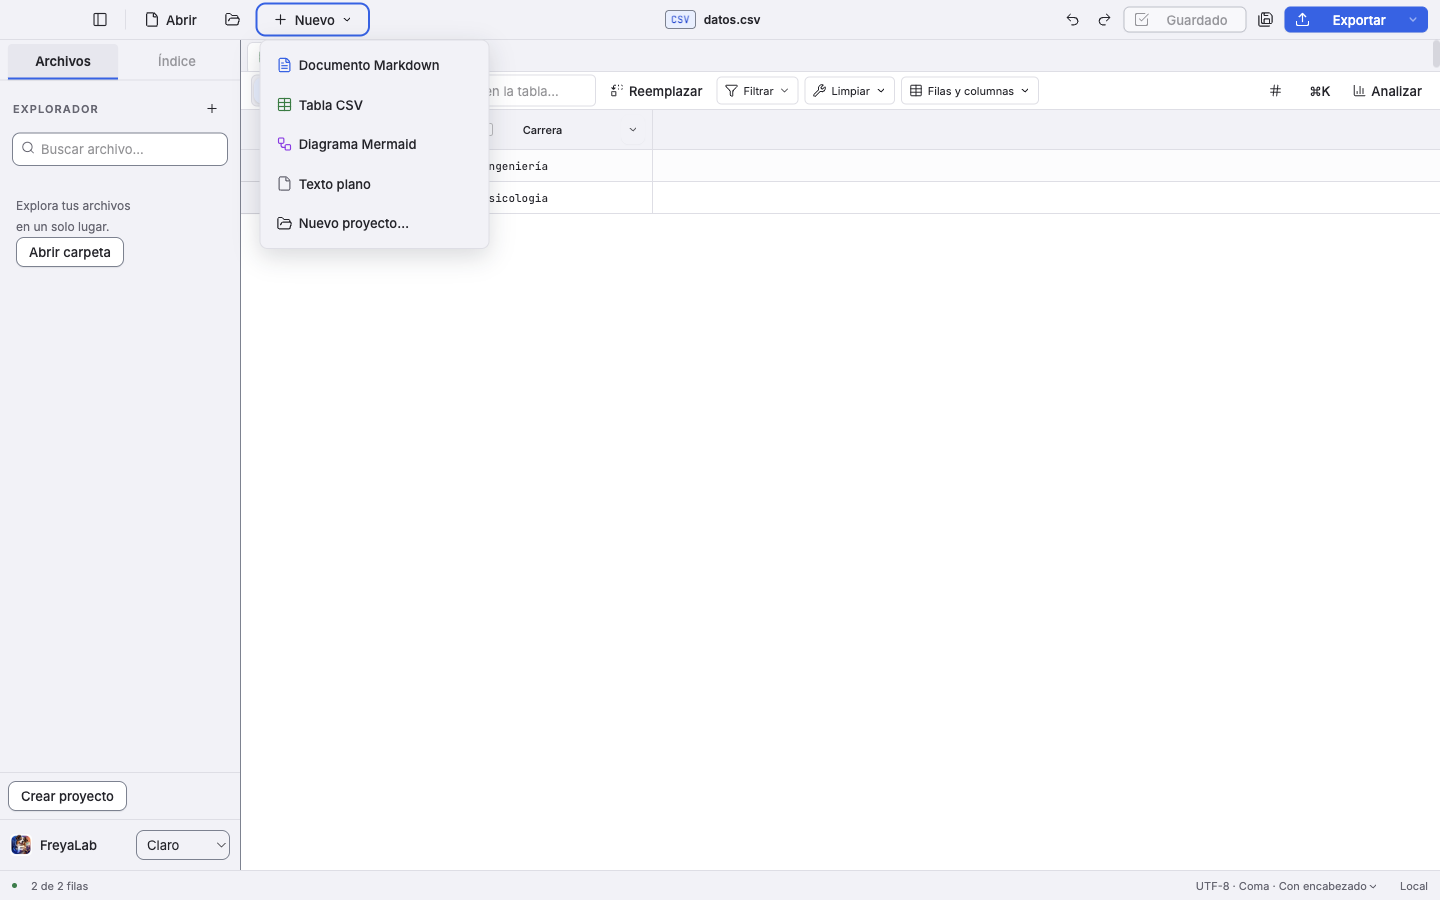 Abrir
Nuevo
CSV datos.csv
Guardado
Exportar
Archivos
Índice
EXPLORADOR
Buscar archivo...
Explora tus archivos
en un solo lugar.
Abrir carpeta
Documento Markdown
Tabla CSV
Diagrama Mermaid
Texto plano
Nuevo proyecto...
en la tabla...
Reemplazar
Filtrar
Limpiar
Filas y columnas
#
⌘K
Analizar
Carrera
ngeniería
sicologia
Crear proyecto
FreyaLab
Claro
2 de 2 filas
UTF-8 · Coma · Con encabezado
Local